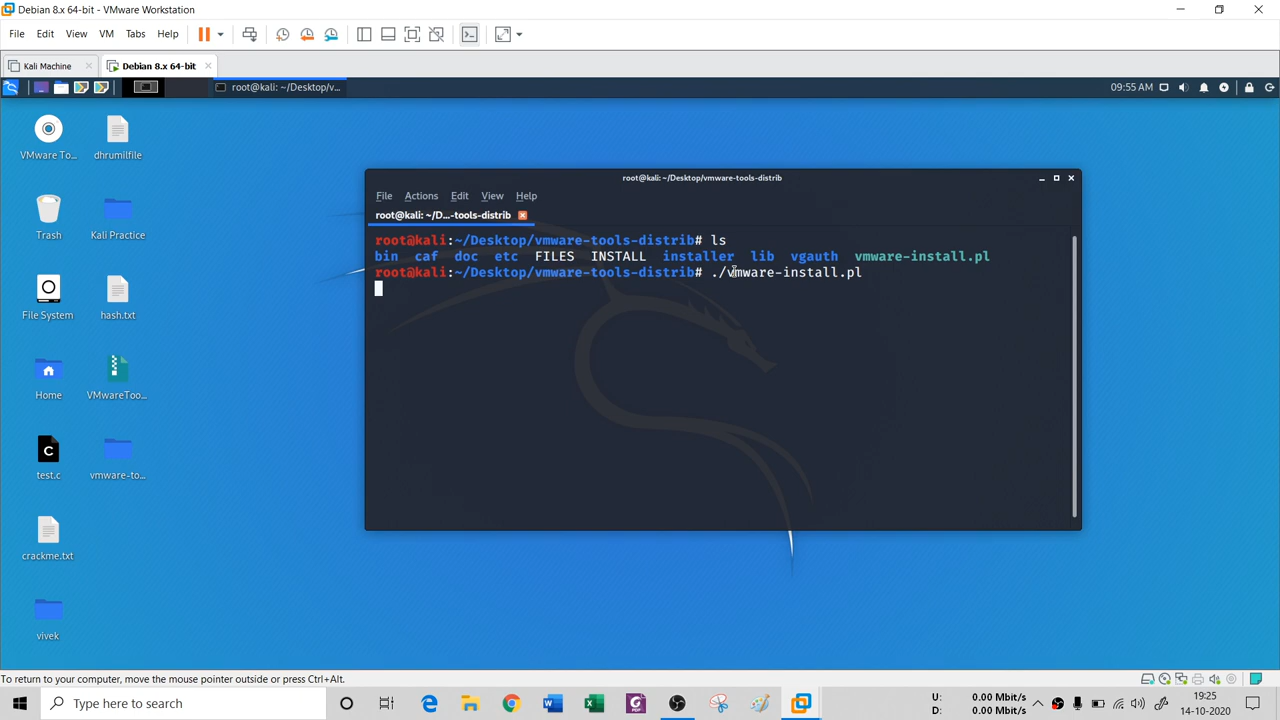 Debian 8.x 64-bit - VMware Workstation
File Edit View VM Tabs Help
Kali Machine
Debian 8.x 64-bit
root@kali: ~/Desktop/v...
09:55 AM
VMware To...
dhrumilfile
Trash
Kali Practice
File System
hash.txt
Home
VMwareToo...
C
test.c
vmware-to...
crackme.txt
vivek
root@kali: ~/Desktop/vmware-tools-distrib
File Actions Edit View Help
root@kali: ~/D...-tools-distrib
root@kali:~/Desktop/vmware-tools-distrib# ls
bin caf doc etc FILES INSTALL installer lib vgauth vmware-install.pl
root@kali:~/Desktop/vmware-tools-distrib# ./vmware-install.pl
To return to your computer, move the mouse pointer outside or press Ctrl+Alt.
Type here to search
U: 0.00 Mbit/s
D: 0.00 Mbit/s
19:25
14-10-2020